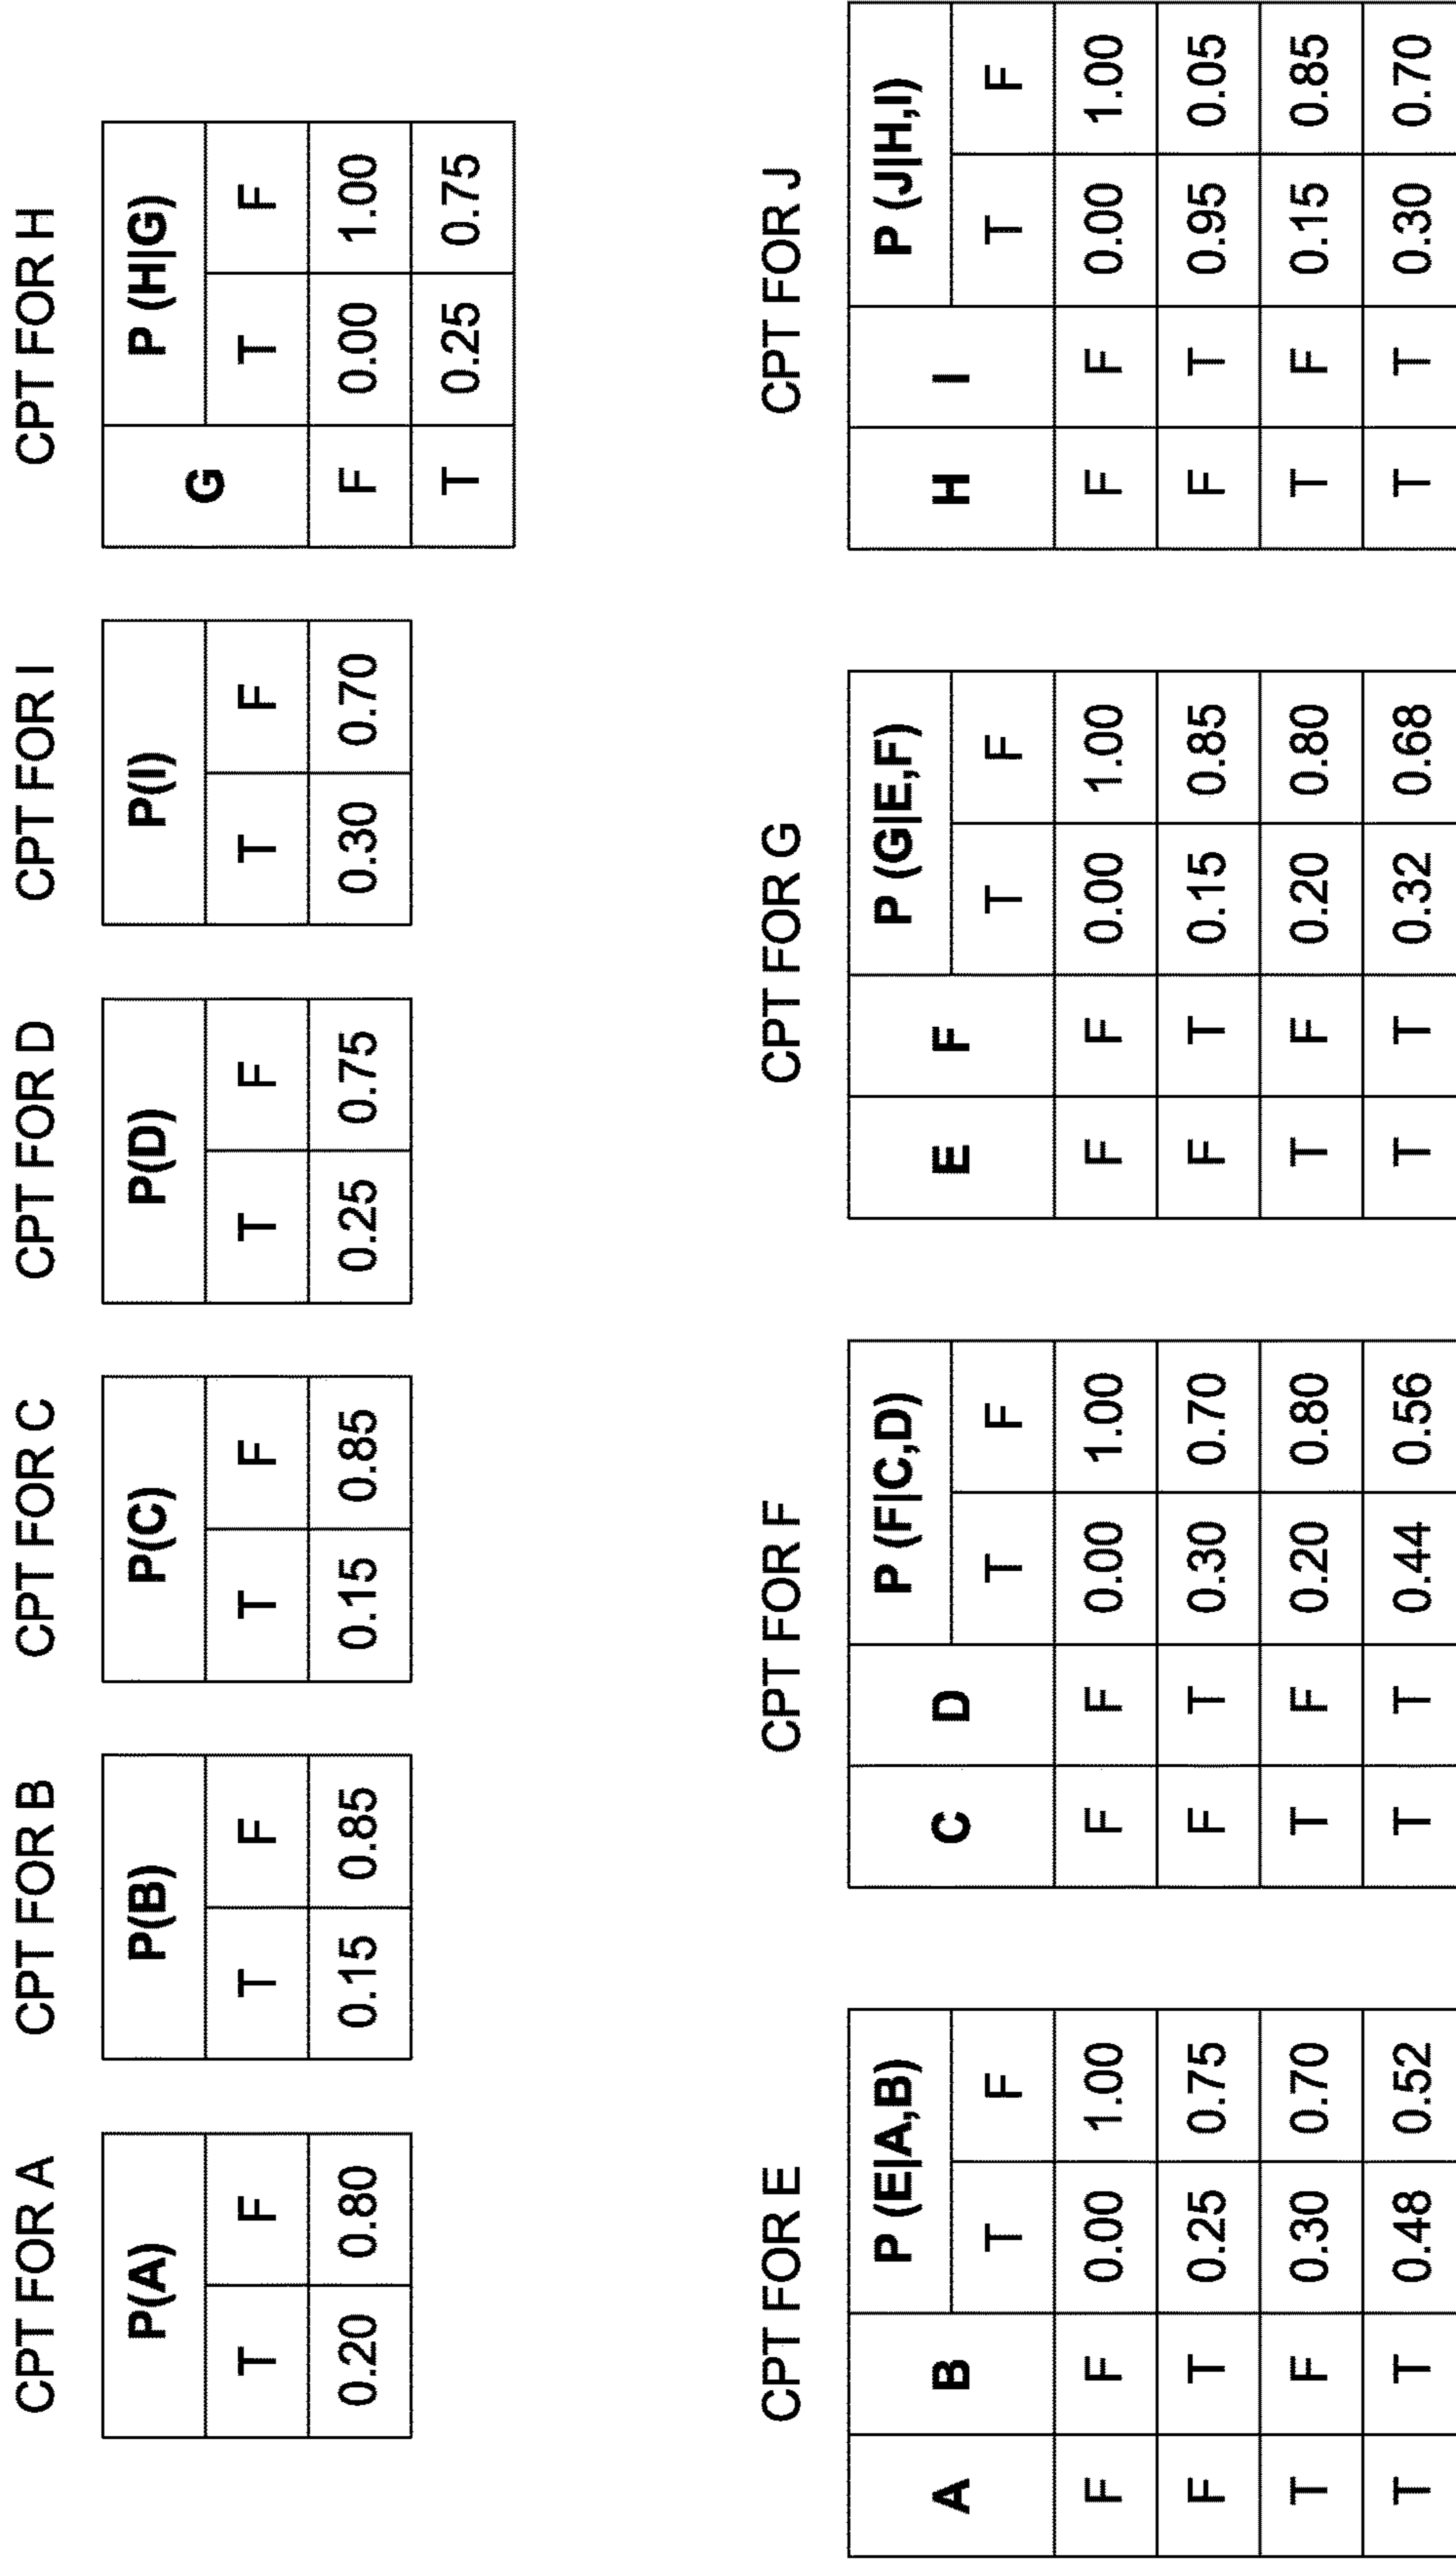 CPT FOR A
P(A)
T F
0.20 0.80
CPT FOR B
P(B)
T F
0.15 0.85
CPT FOR C
P(C)
T F
0.15 0.85
CPT FOR D
P(D)
T F
0.25 0.75
CPT FOR I
P(I)
T F
0.30 0.70
CPT FOR H
G P (H|G)
T F
F 0.00 1.00
T 0.25 0.75
CPT FOR E
A B P (E|A,B)
T F
F F 0.00 1.00
F T 0.25 0.75
T F 0.30 0.70
T T 0.48 0.52
CPT FOR F
C D P (F|C,D)
T F
F F 0.00 1.00
F T 0.30 0.70
T F 0.20 0.80
T T 0.44 0.56
CPT FOR G
E F P (G|E,F)
T F
F F 0.00 1.00
F T 0.15 0.85
T F 0.20 0.80
T T 0.32 0.68
CPT FOR J
H I P (J|H,I)
T F
F F 0.00 1.00
F T 0.95 0.05
T F 0.15 0.85
T T 0.30 0.70